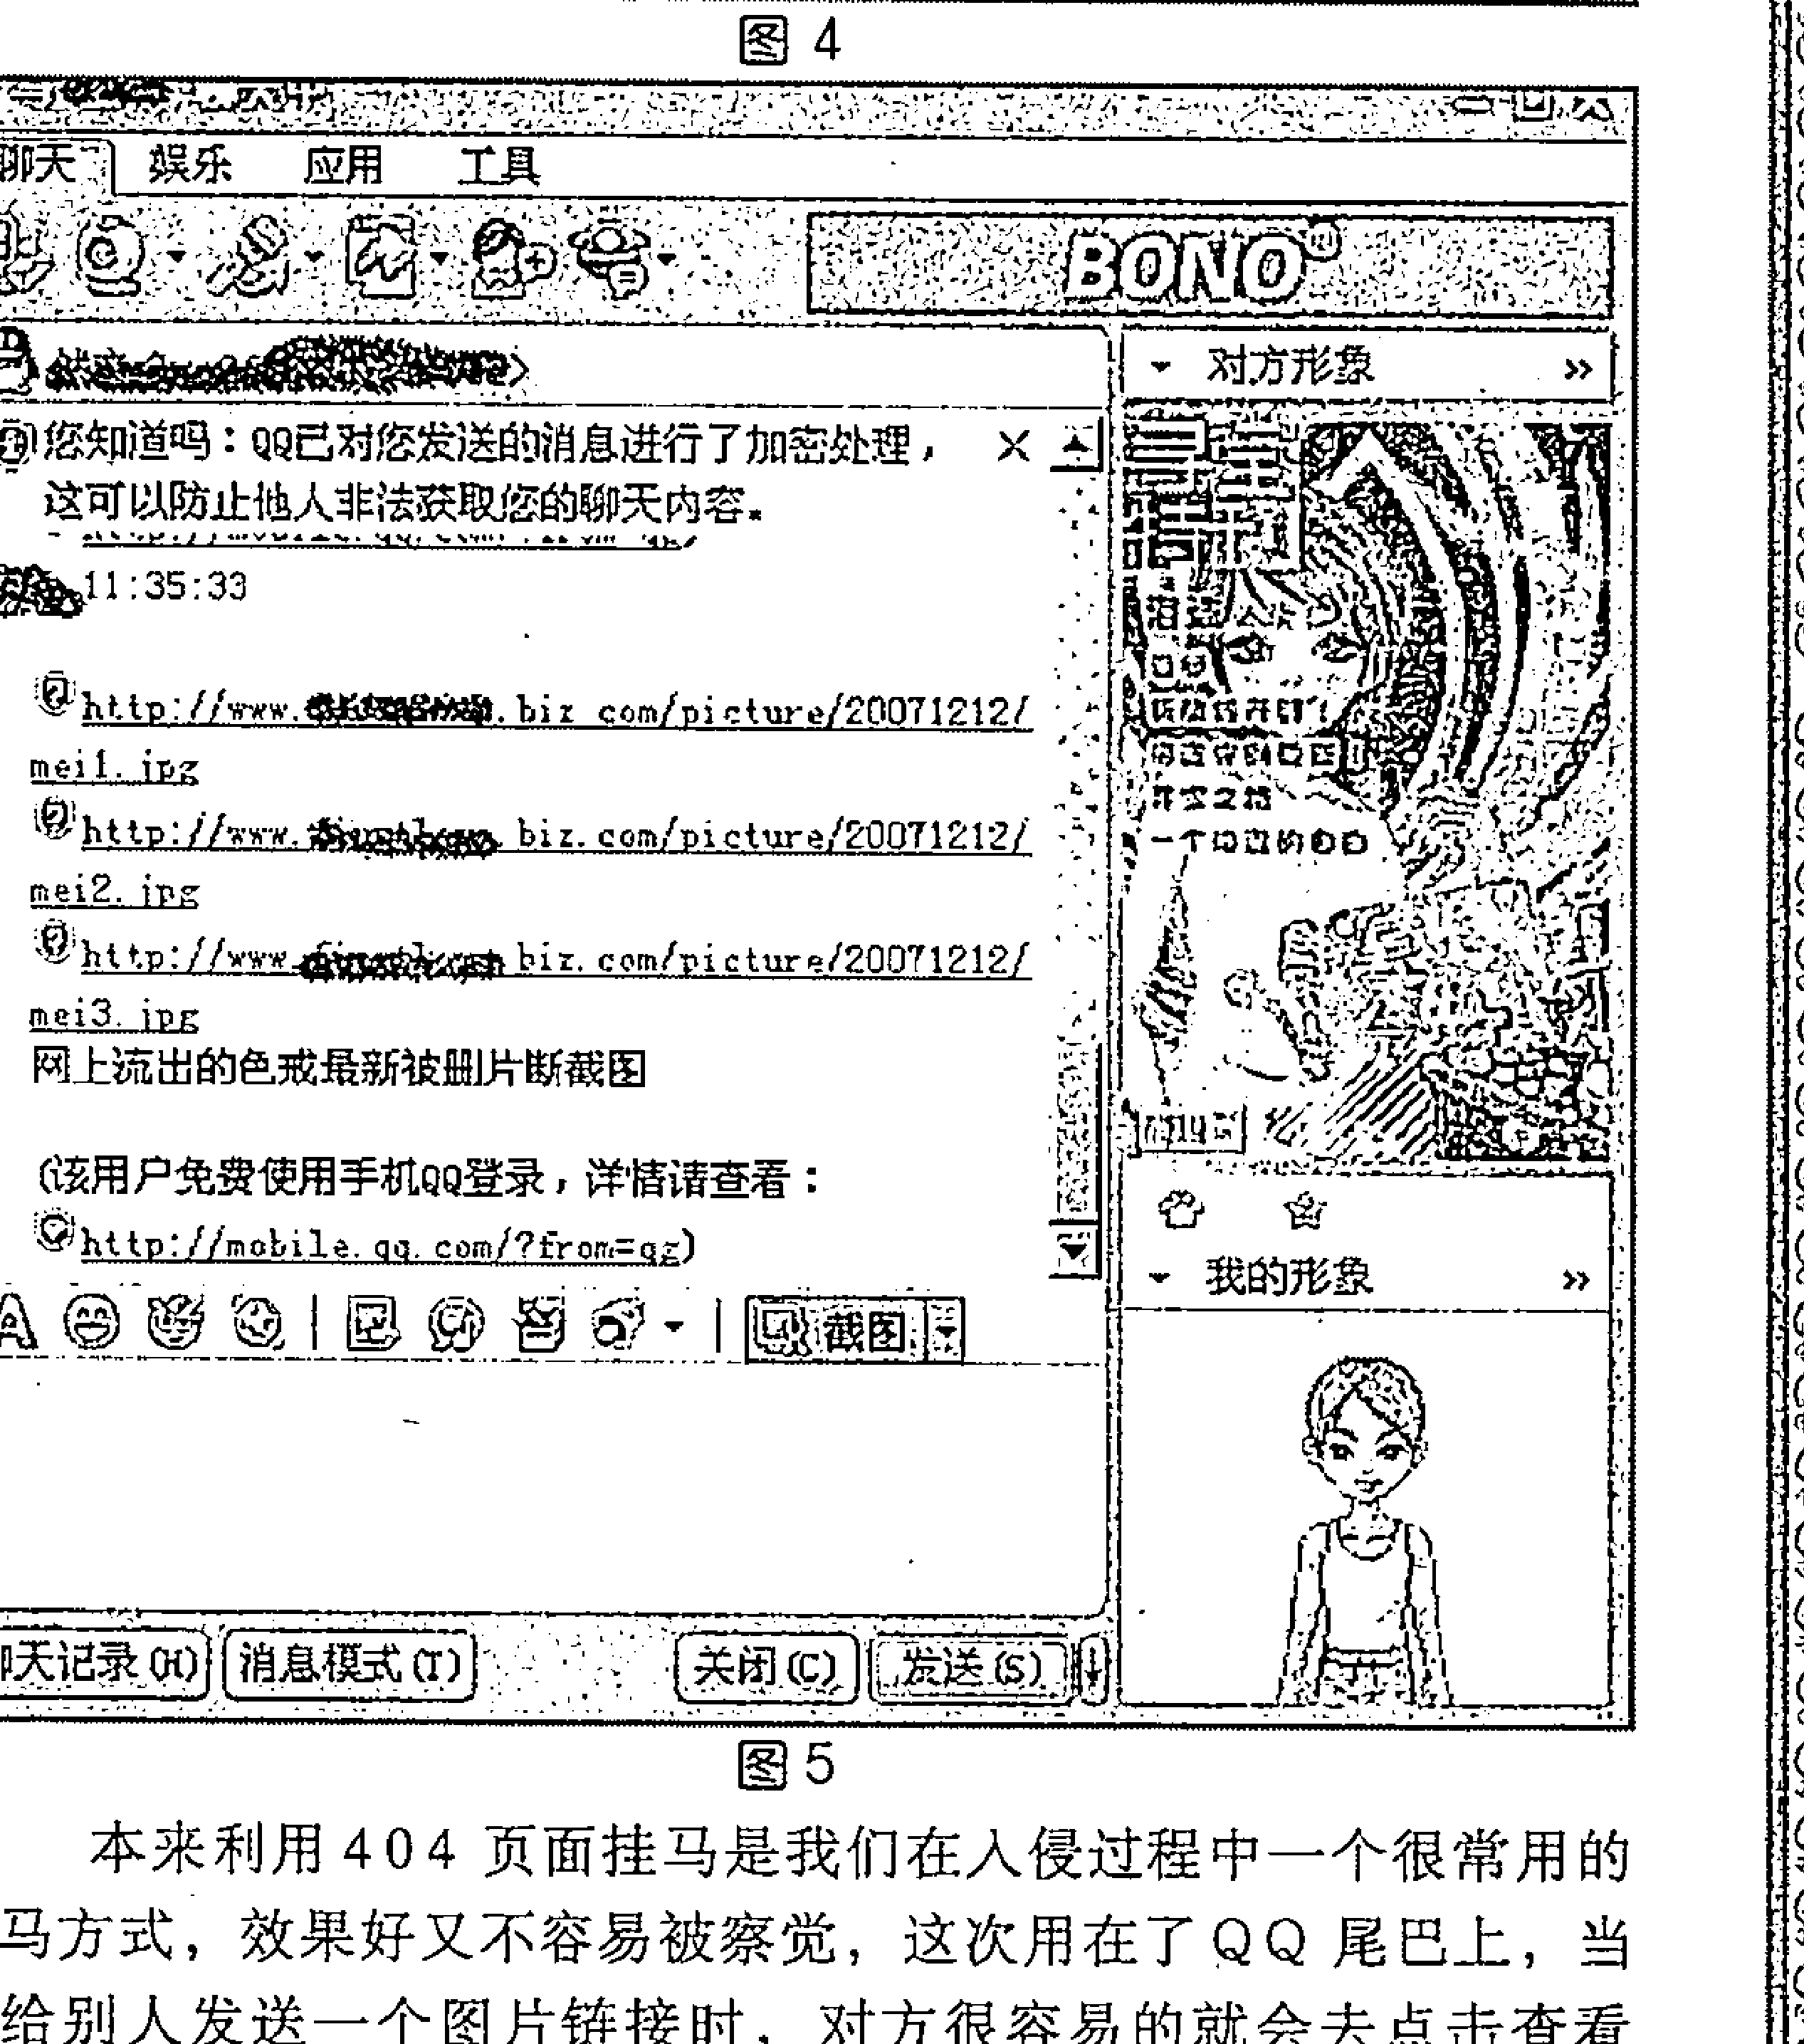 图 4
聊天 娱乐 应用 工具
BONO
对方形象 »
您知道吗：QQ已对您发送的消息进行了加密处理，
这可以防止他人非法获取您的聊天内容。
11:35:33
http://www. .biz.com/picture/20071212/
mei1.jpg
http://www. .biz.com/picture/20071212/
mei2.jpg
http://www. .biz.com/picture/20071212/
mei3.jpg
网上流出的色戒最新被删片断截图
(该用户免费使用手机QQ登录，详情请查看：
http://mobile.qq.com/?from=qz)
我的形象 »
截图
聊天记录(H) 消息模式(T) 关闭(C) 发送(S)
图 5
本来利用 404 页面挂马是我们在入侵过程中一个很常用的
马方式，效果好又不容易被察觉，这次用在了 QQ 尾巴上，当
给别人发送一个图片链接时，对方很容易的就会去点击查看